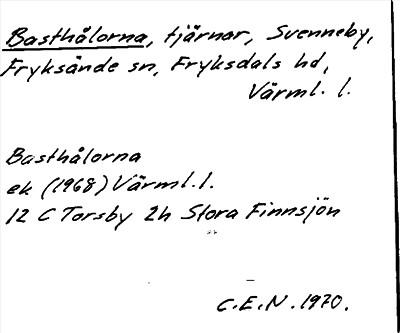 Basthålorna, tjärnar, Svenneby,
Fryksände sn, Fryksdals hd,
Värml. l.
Basthålorna
ek (1968) Värml. l.
12 C Torsby 2h Stora Finnsjön
C.E.N. 1970.